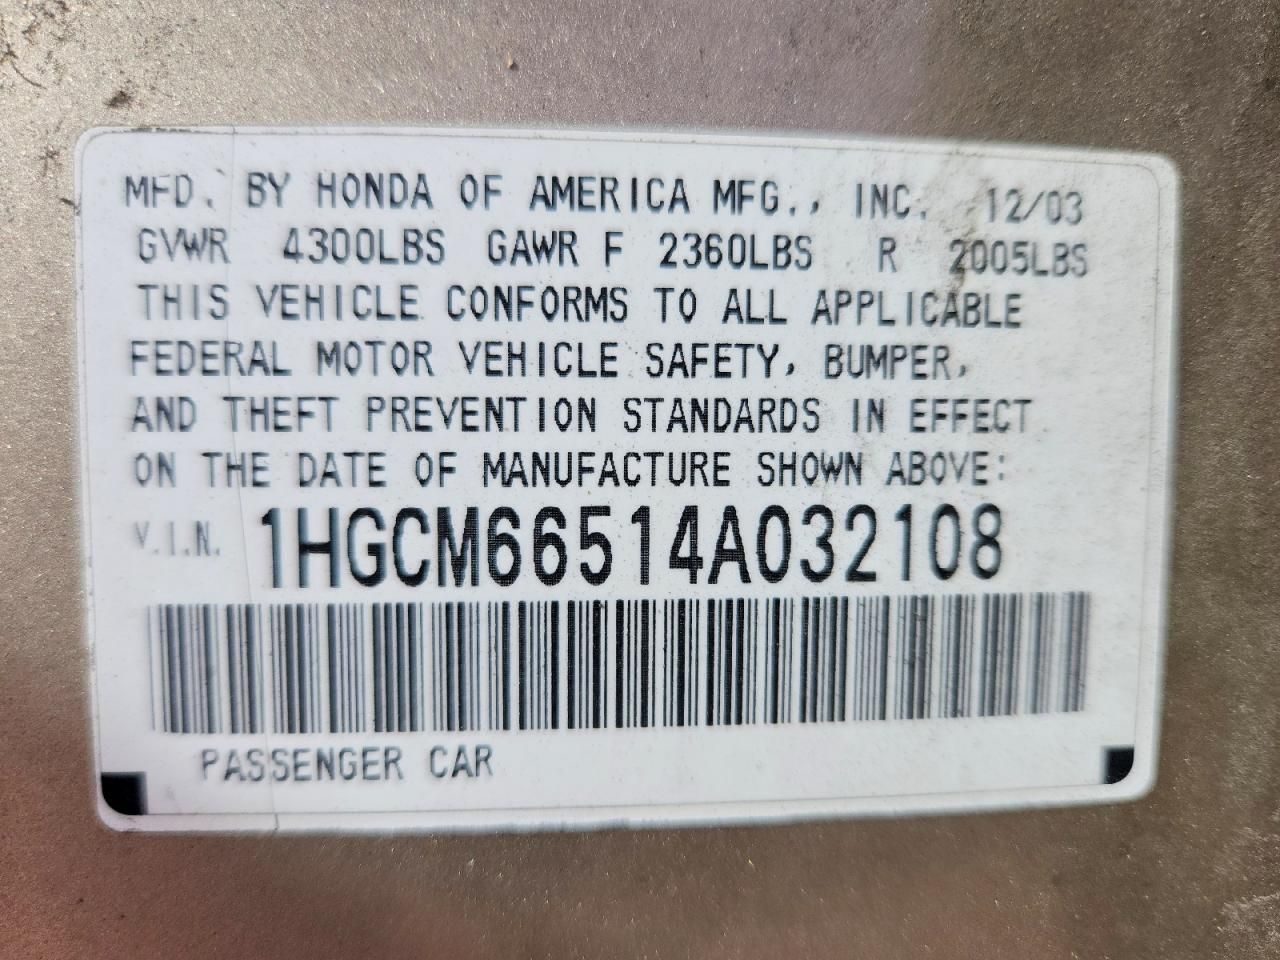 MFD. BY HONDA OF AMERICA MFG., INC. 12/03
GVWR 4300LBS GAWR F 2360LBS R 2005LBS
THIS VEHICLE CONFORMS TO ALL APPLICABLE
FEDERAL MOTOR VEHICLE SAFETY, BUMPER,
AND THEFT PREVENTION STANDARDS IN EFFECT
ON THE DATE OF MANUFACTURE SHOWN ABOVE:
V.I.N. 1HGCM66514A032108
PASSENGER CAR